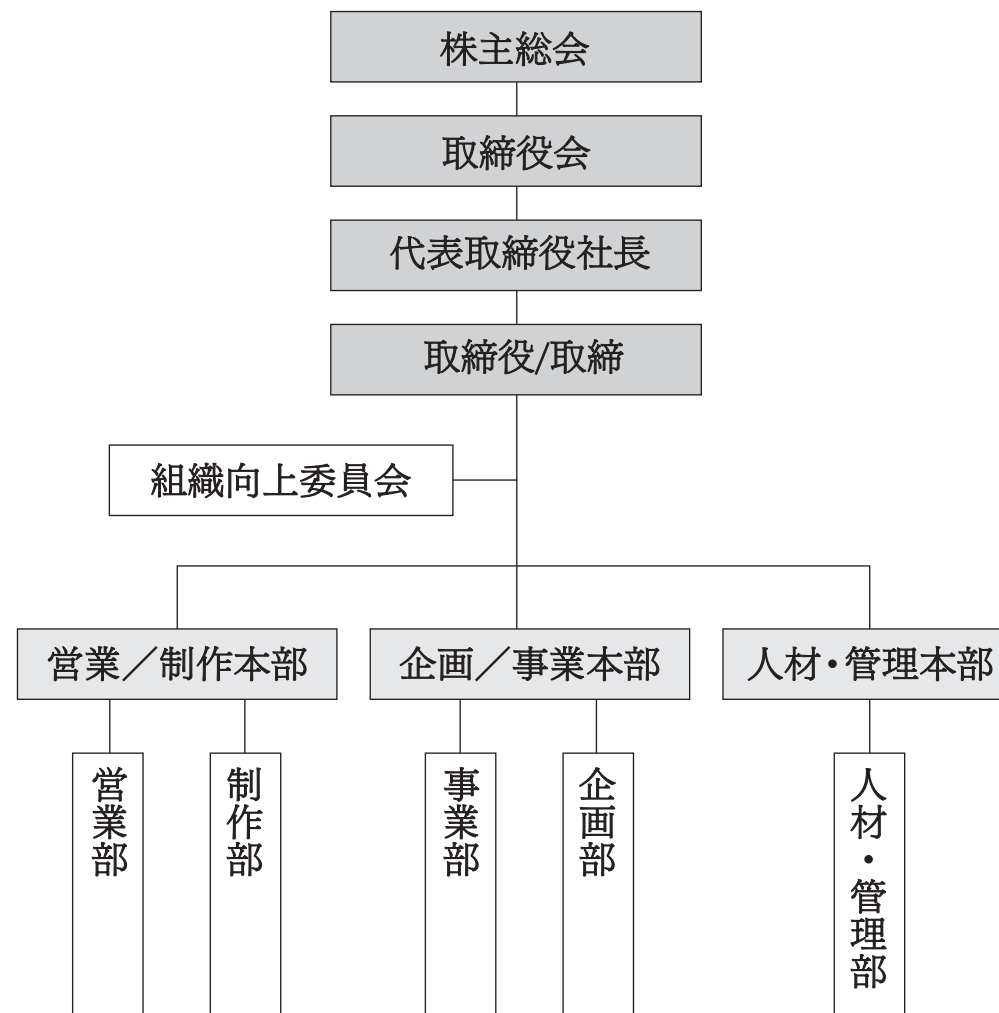 株主総会
取締役会
代表取締役社長
取締役/取締
組織向上委員会
営業／制作本部
企画／事業本部
人材・管理本部
営業部
制作部
事業部
企画部
人材・管理部